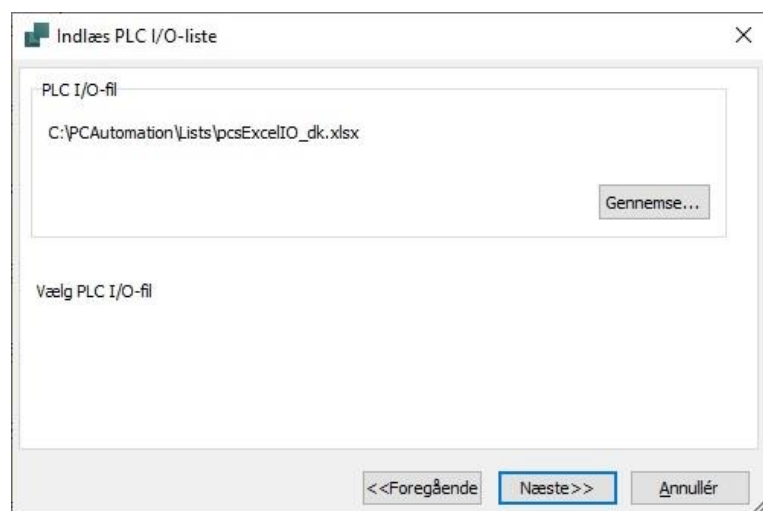 Indlæs PLC I/O-liste
PLC I/O-fil
C:\PCAutomation\Lists\pcsExcelIO_dk.xlsx
Gennemse...
Vælg PLC I/O-fil
<<Foregående Næste>> Annullér